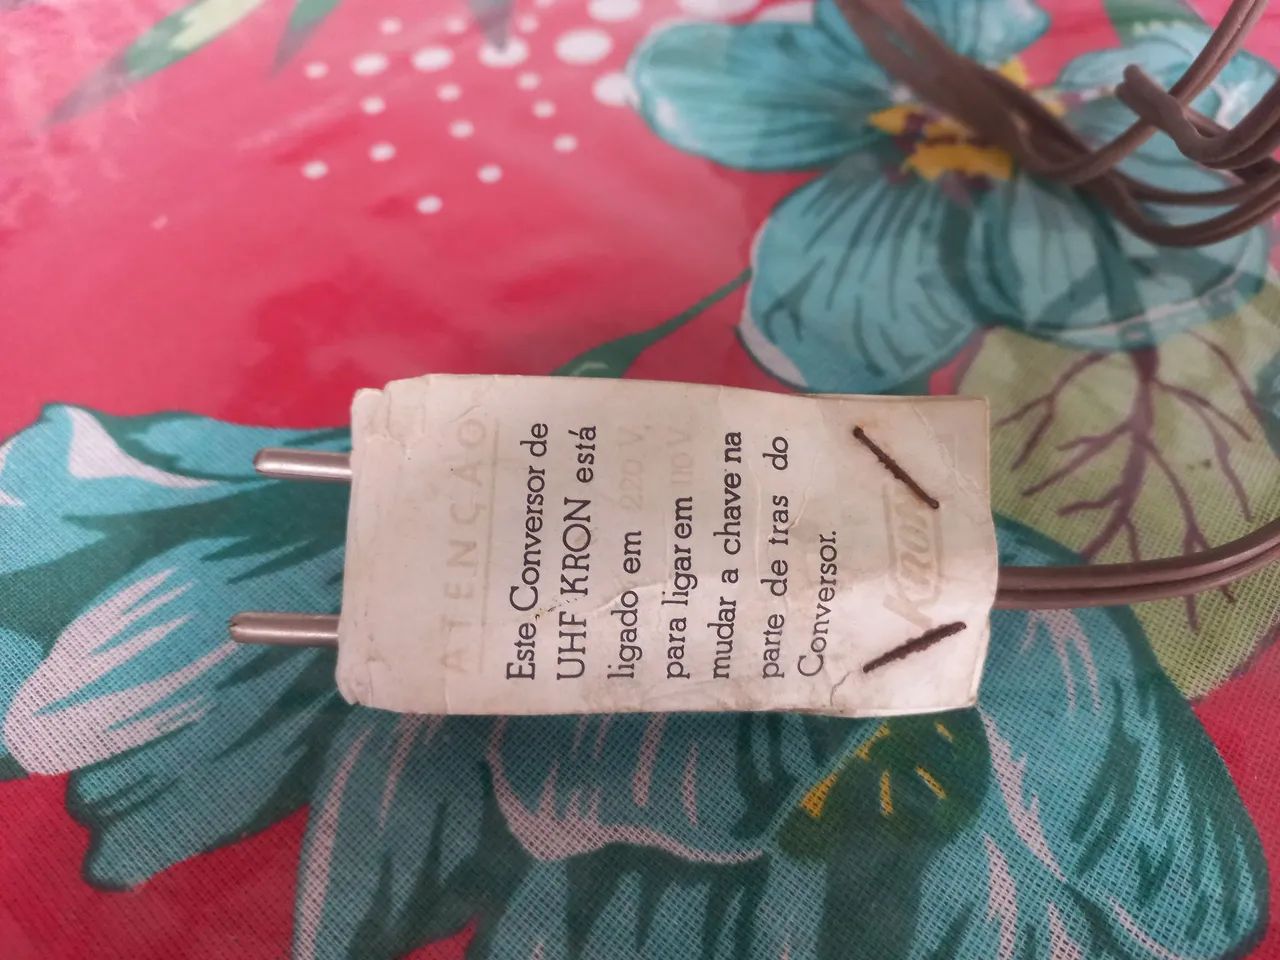 ATENÇÃO
Este Conversor de
UHF KRON está
ligado em 220 V,
para ligar em 110 V.
mudar a chave na
parte de tras do
Conversor.
Kron